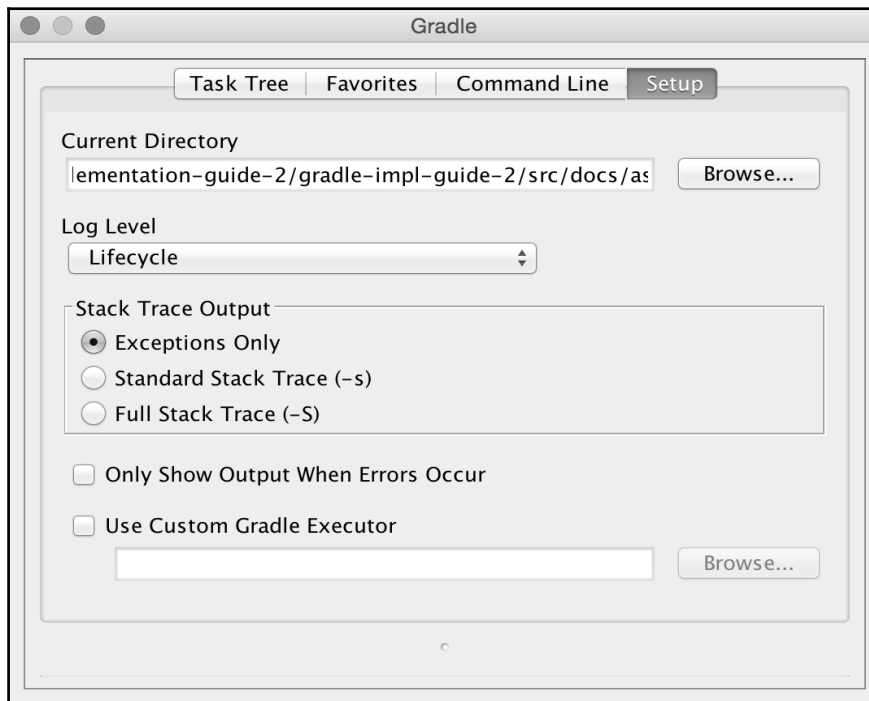 Gradle
Task Tree Favorites Command Line Setup
Current Directory
lementation-guide-2/gradle-impl-guide-2/src/docs/as Browse...
Log Level
Lifecycle
Stack Trace Output
Exceptions Only
Standard Stack Trace (-s)
Full Stack Trace (-S)
Only Show Output When Errors Occur
Use Custom Gradle Executor
Browse...